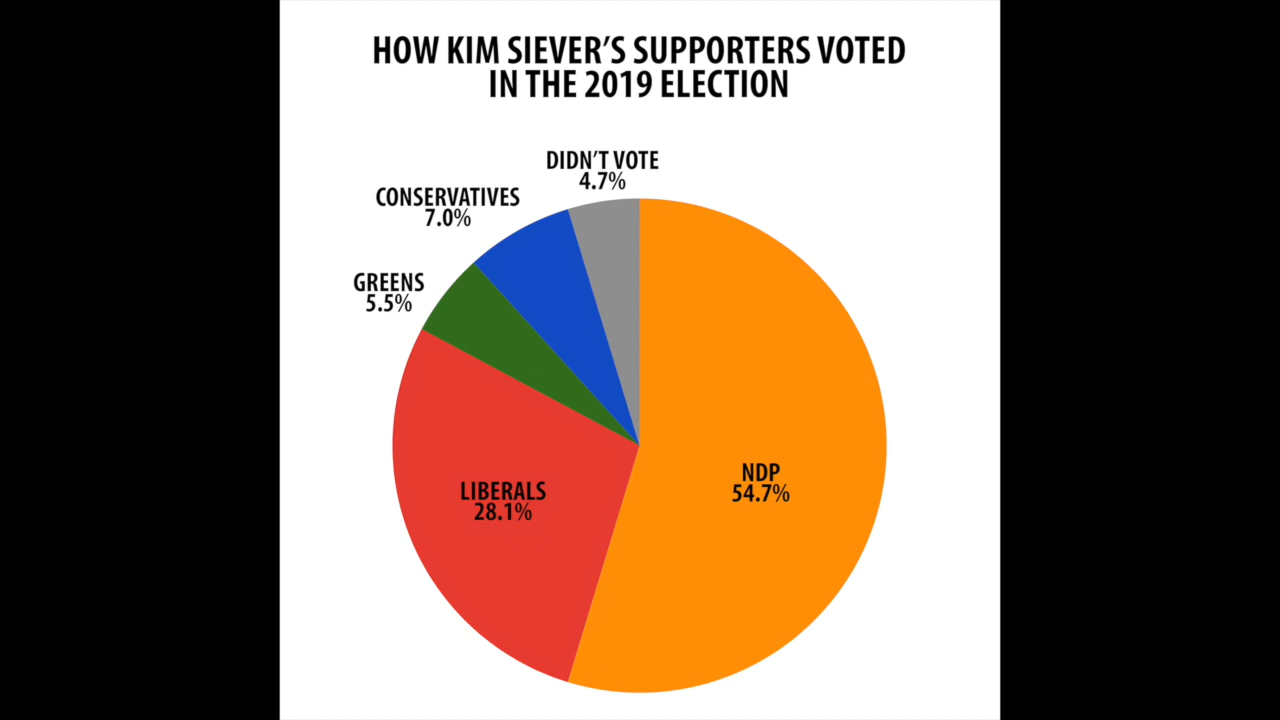 HOW KIM SIEVER’S SUPPORTERS VOTED
IN THE 2019 ELECTION
DIDN’T VOTE
4.7%
CONSERVATIVES
7.0%
GREENS
5.5%
LIBERALS
28.1%
NDP
54.7%